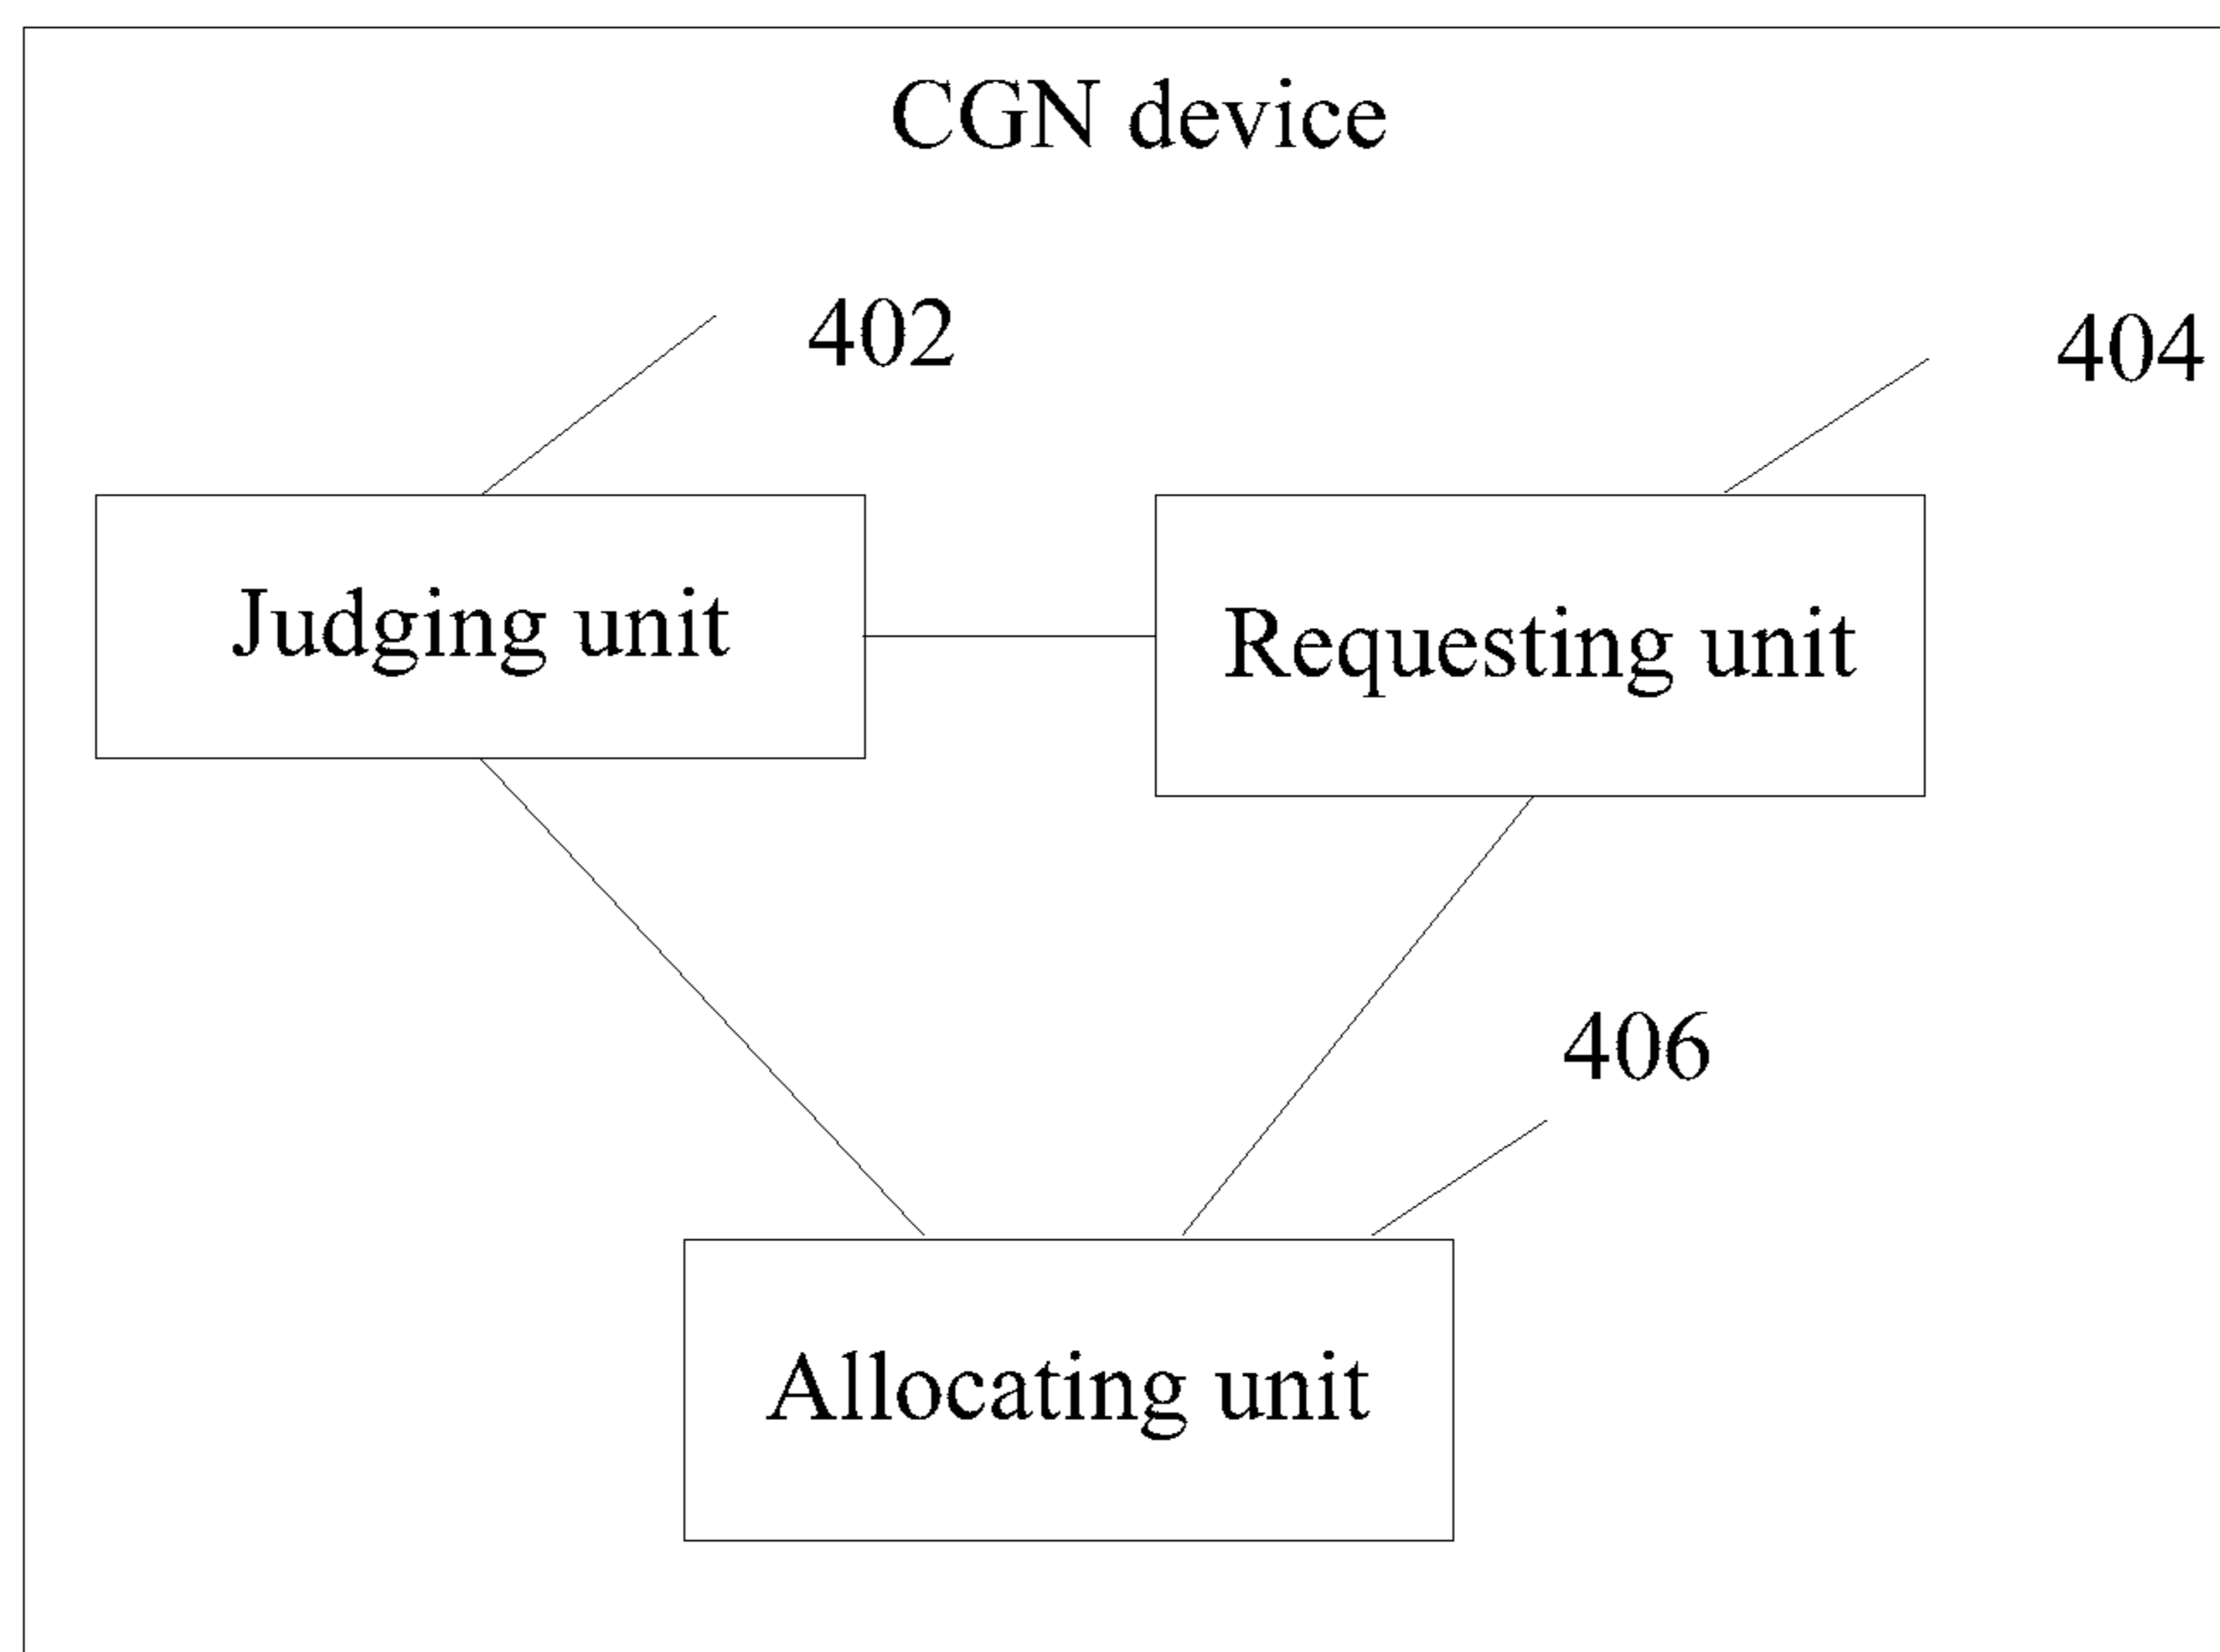 CGN device
402
404
Judging unit
Requesting unit
406
Allocating unit